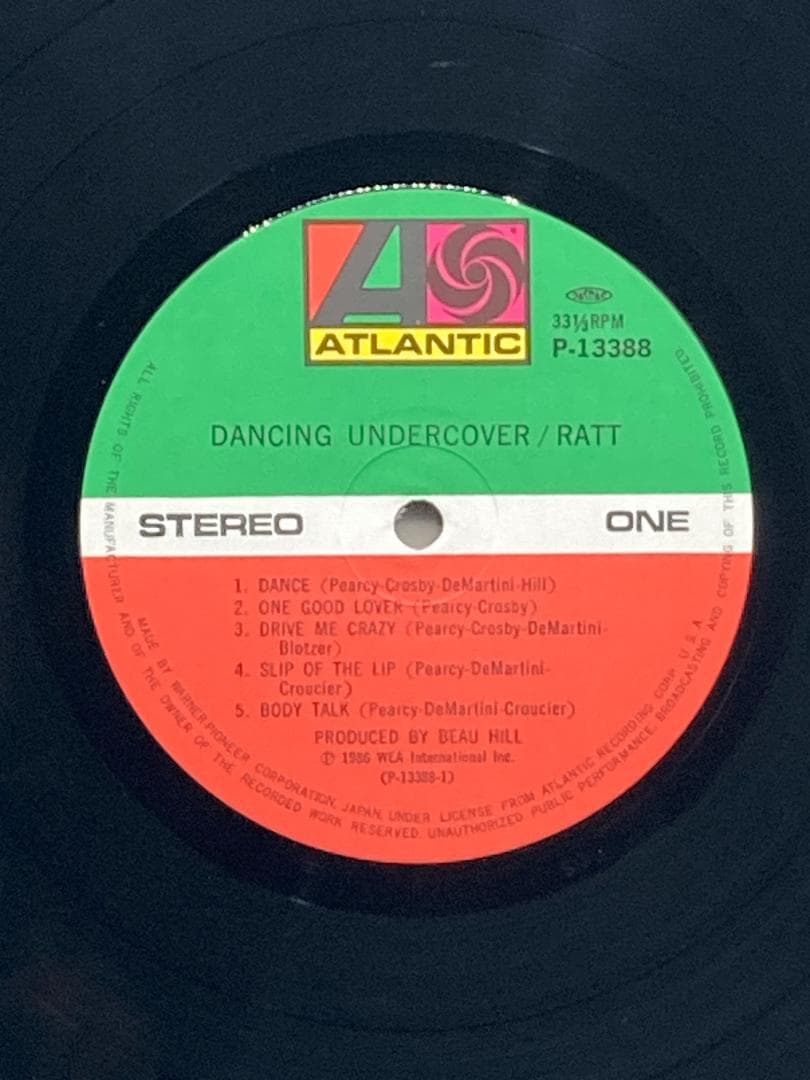 ATLANTIC
33⅓RPM
P-13388
DANCING UNDERCOVER / RATT
STEREO
ONE
1. DANCE (Pearcy-Crosby-DeMartini-Hill)
2. ONE GOOD LOVER (Pearcy-Crosby)
3. DRIVE ME CRAZY (Pearcy-Crosby-DeMartini-
Blotzer)
4. SLIP OF THE LIP (Pearcy-DeMartini-
Croucier)
5. BODY TALK (Pearcy-DeMartini-Croucier)
PRODUCED BY BEAU HILL
Ⓟ 1986 WEA International Inc.
(P-13388-1)
MADE BY WARNER-PIONEER CORPORATION, JAPAN, UNDER LICENSE FROM ATLANTIC RECORDING CORP. U.S.A.
ALL RIGHTS OF THE MANUFACTURER AND OF THE OWNER OF THE RECORDED WORK RESERVED. UNAUTHORIZED PUBLIC PERFORMANCE, BROADCASTING AND COPYING OF THIS RECORD PROHIBITED.